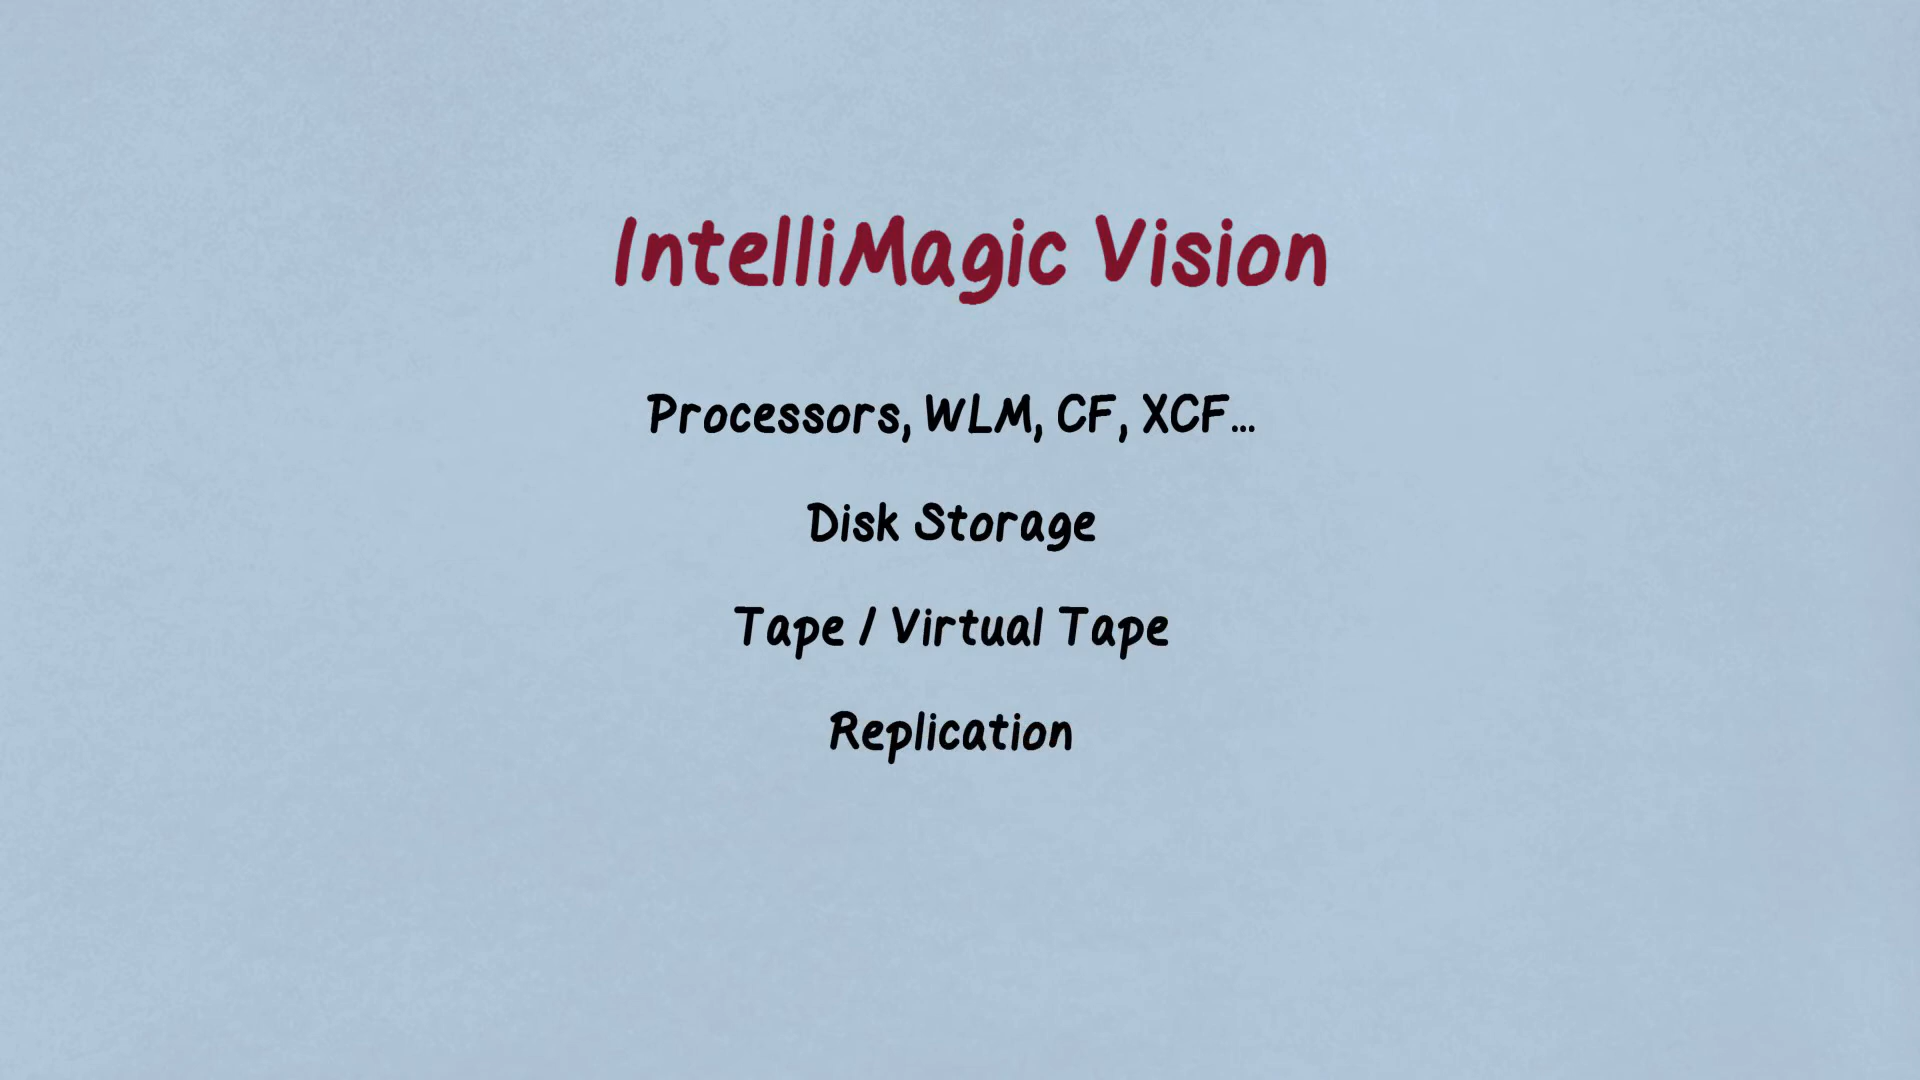 IntelliMagic Vision
Processors, WLM, CF, XCF...
Disk Storage
Tape / Virtual Tape
Replication